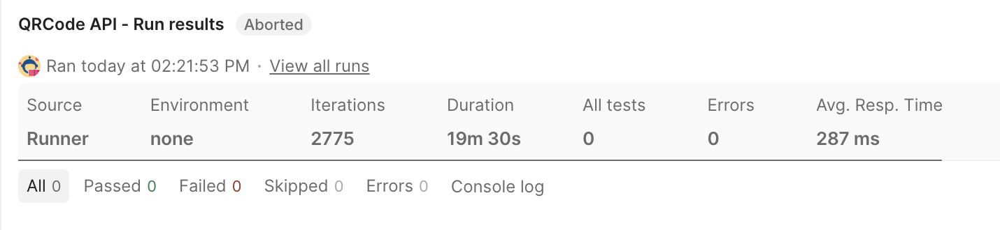 QRCode API - Run results Aborted
Ran today at 02:21:53 PM · View all runs
Source Environment Iterations Duration All tests Errors Avg. Resp. Time
Runner none 2775 19m 30s 0 0 287 ms
All 0 Passed 0 Failed 0 Skipped 0 Errors 0 Console log